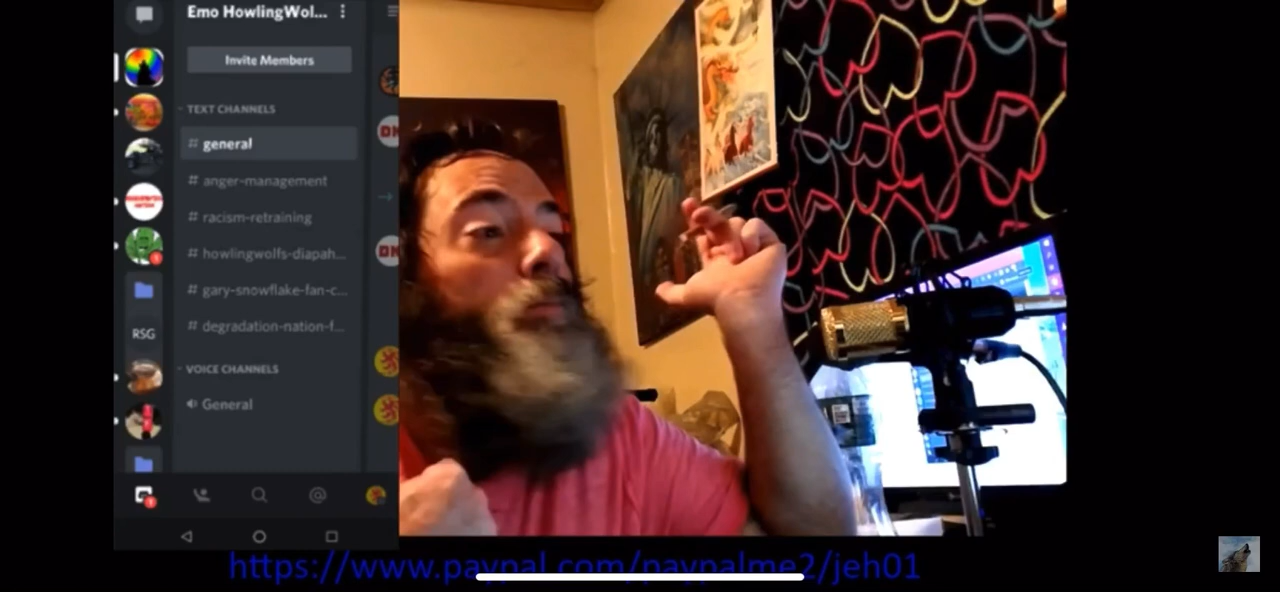 Emo HowlingWol...
Invite Members
TEXT CHANNELS
# general
# anger-management
# racism-retraining
# howlingwolfs-diapah...
# gary-snowflake-fan-c...
# degradation-nation-f...
VOICE CHANNELS
General
RSG
https://www.paypal.com/paypalme2/jeh01